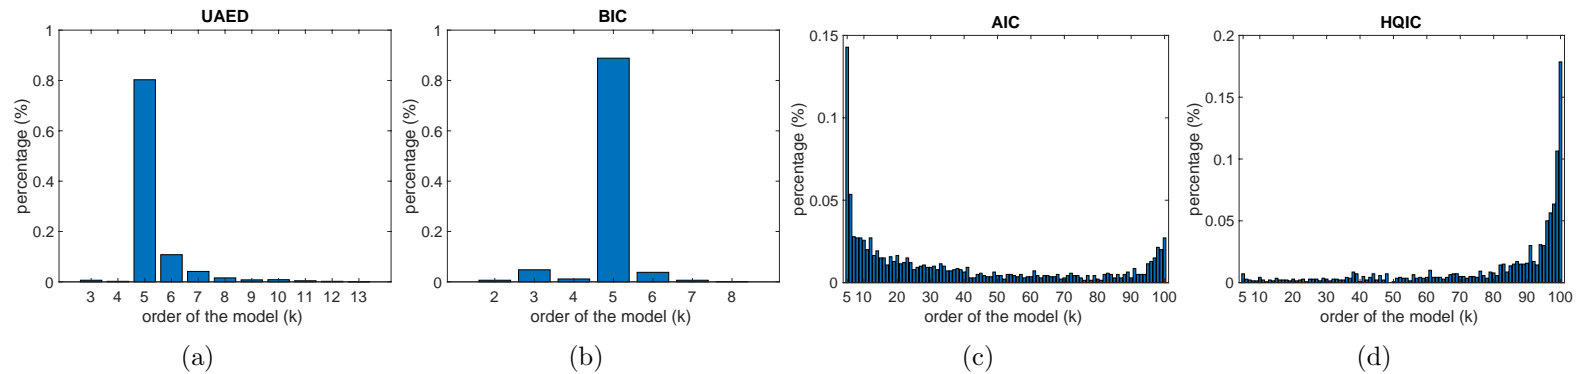 UAED
percentage (%)
1
0.8
0.6
0.4
0.2
0
3 4 5 6 7 8 9 10 11 12 13
order of the model (k)
(a)
BIC
percentage (%)
1
0.8
0.6
0.4
0.2
0
2 3 4 5 6 7 8
order of the model (k)
(b)
AIC
percentage (%)
0.15
0.1
0.05
0
5 10 20 30 40 50 60 70 80 90 100
order of the model (k)
(c)
HQIC
percentage (%)
0.2
0.15
0.1
0.05
0
5 10 20 30 40 50 60 70 80 90 100
order of the model (k)
(d)